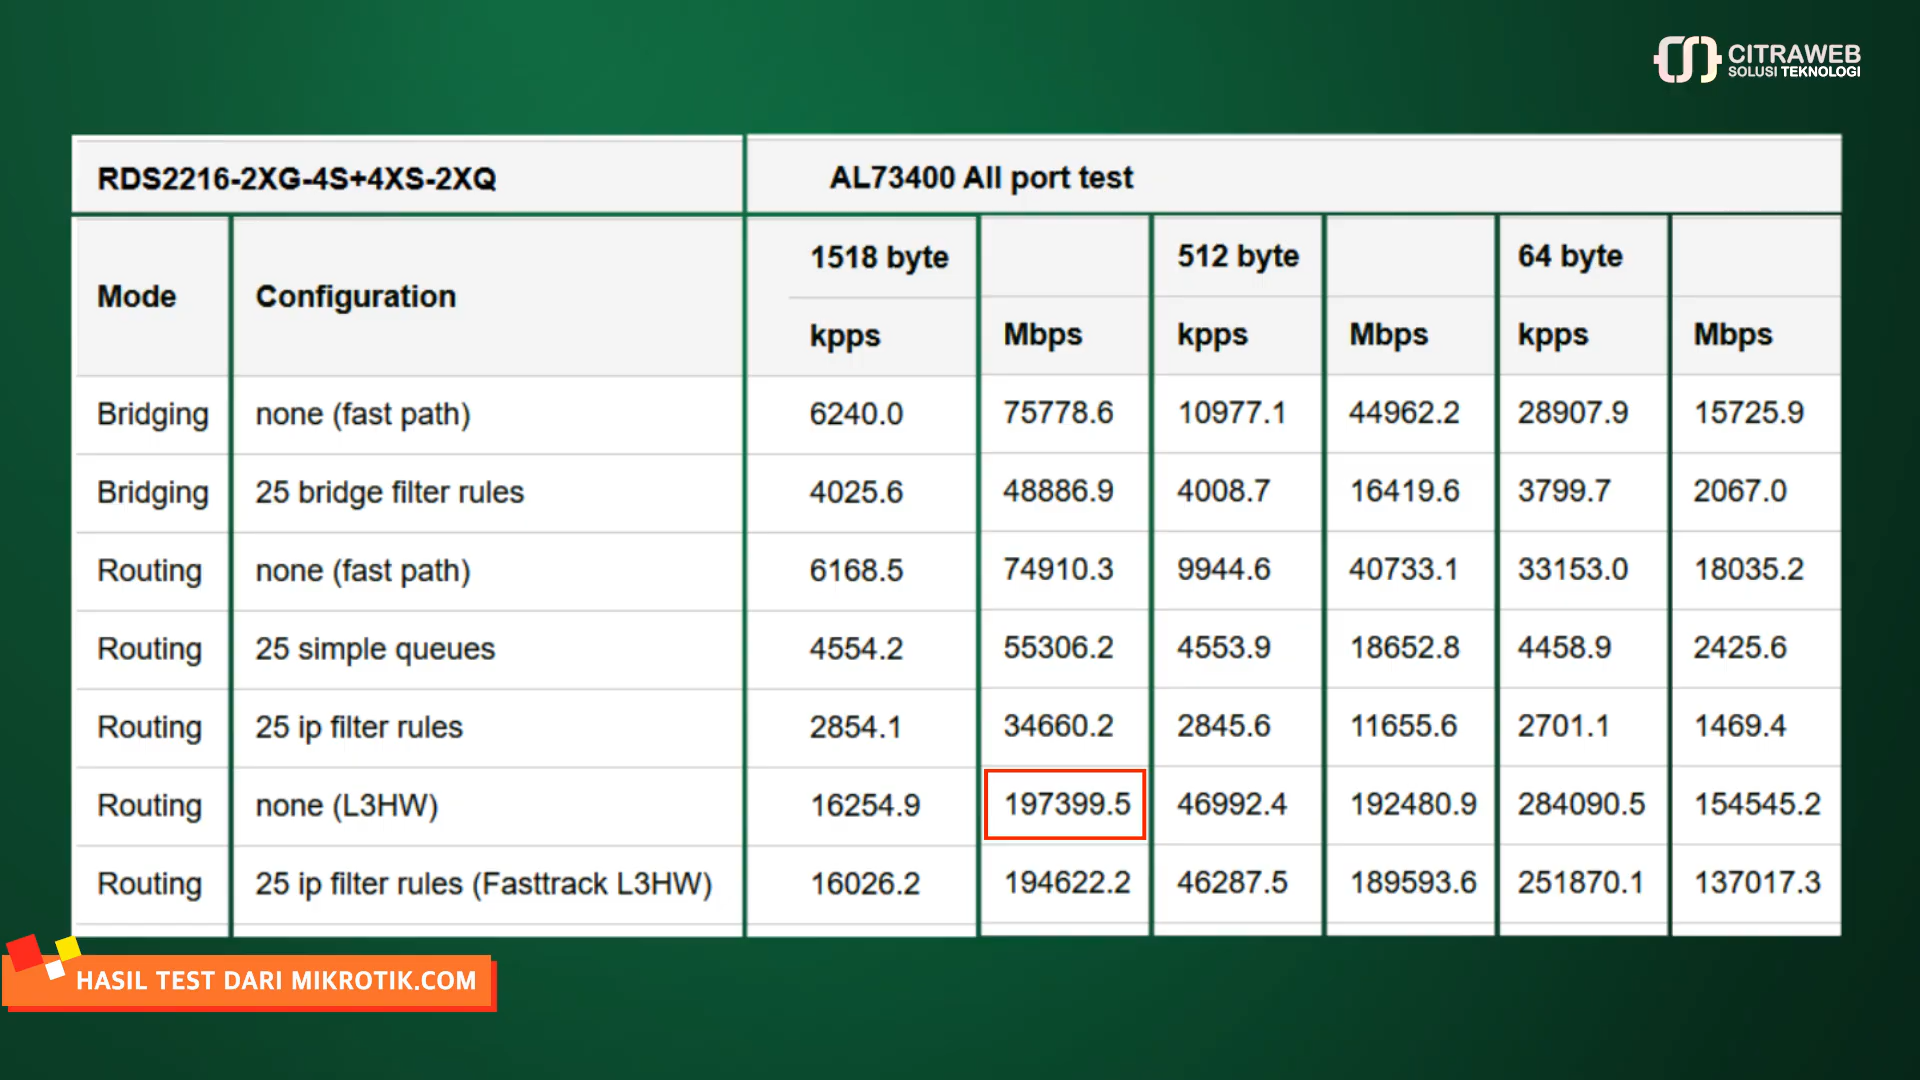 CITRAWEB
SOLUSI TEKNOLOGI
RDS2216-2XG-4S+4XS-2XQ AL73400 All port test
Mode Configuration 1518 byte 512 byte 64 byte
kpps Mbps kpps Mbps kpps Mbps
Bridging none (fast path) 6240.0 75778.6 10977.1 44962.2 28907.9 15725.9
Bridging 25 bridge filter rules 4025.6 48886.9 4008.7 16419.6 3799.7 2067.0
Routing none (fast path) 6168.5 74910.3 9944.6 40733.1 33153.0 18035.2
Routing 25 simple queues 4554.2 55306.2 4553.9 18652.8 4458.9 2425.6
Routing 25 ip filter rules 2854.1 34660.2 2845.6 11655.6 2701.1 1469.4
Routing none (L3HW) 16254.9 197399.5 46992.4 192480.9 284090.5 154545.2
Routing 25 ip filter rules (Fasttrack L3HW) 16026.2 194622.2 46287.5 189593.6 251870.1 137017.3
HASIL TEST DARI MIKROTIK.COM